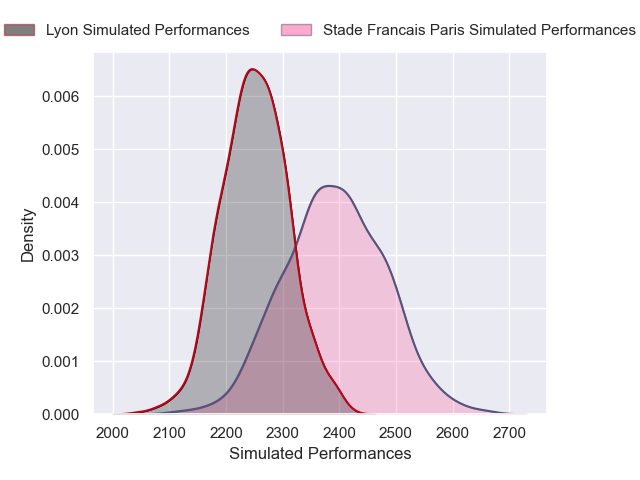 Lyon Simulated Performances
Stade Francais Paris Simulated Performances
0.006
0.005
0.004
0.003
0.002
0.001
0.000
Density
2000 2100 2200 2300 2400 2500 2600 2700
Simulated Performances